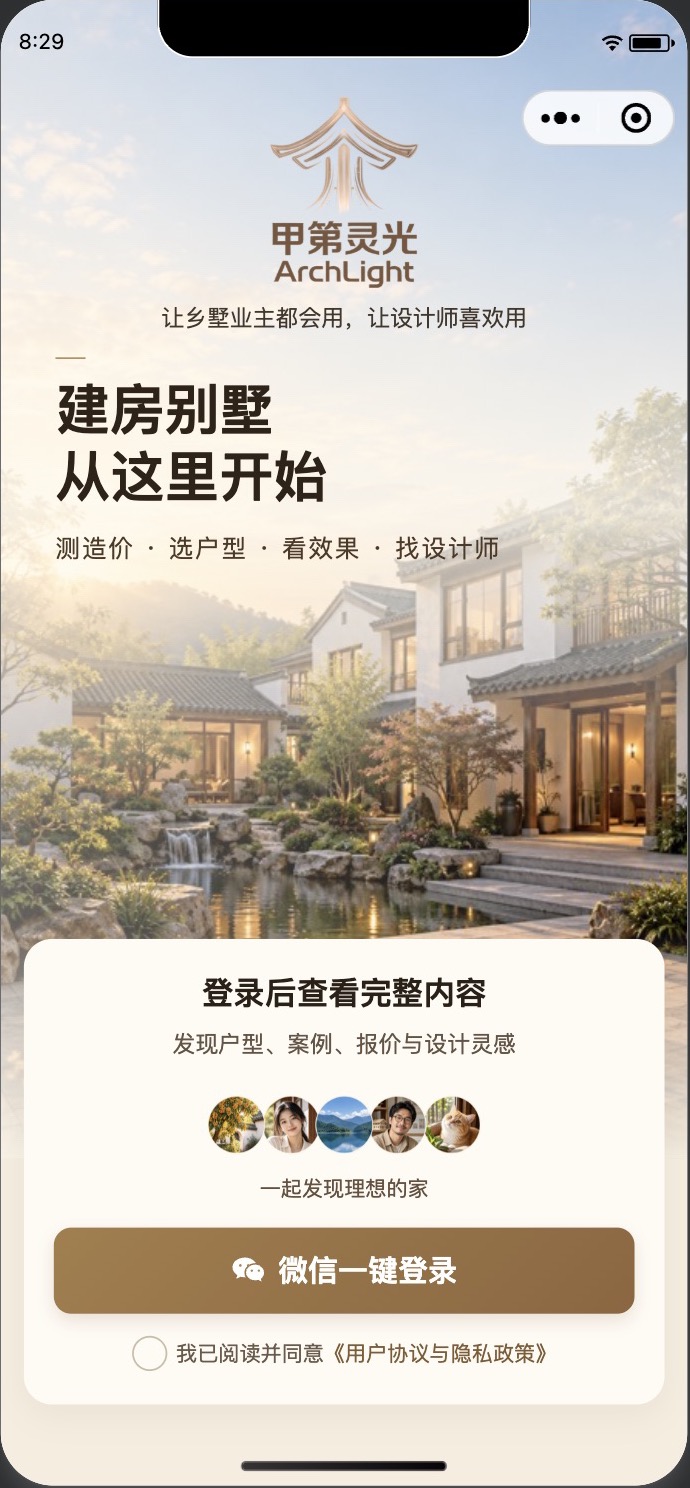 8:29
甲第灵光
ArchLight
让乡墅业主都会用，让设计师喜欢用
建房别墅
从这里开始
测造价 · 选户型 · 看效果 · 找设计师
登录后查看完整内容
发现户型、案例、报价与设计灵感
一起发现理想的家
微信一键登录
我已阅读并同意《用户协议与隐私政策》